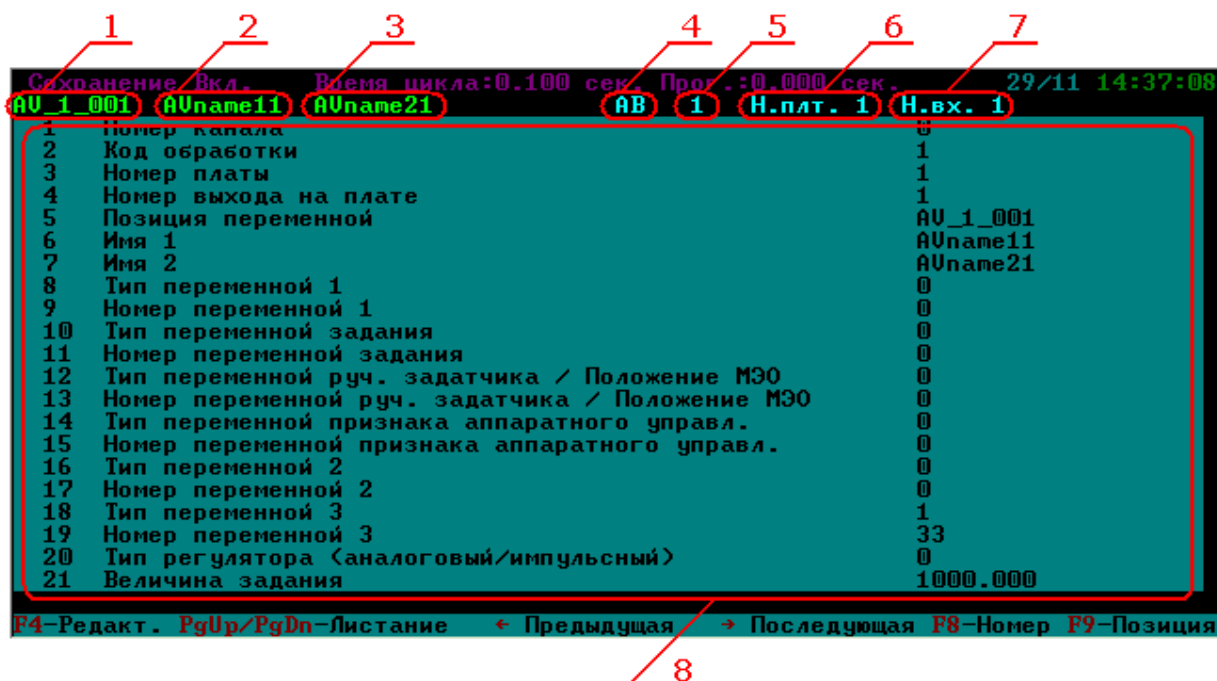 1 2 3 4 5 6 7
Сохранение Вкл. Время цикла:0.100 сек. Прог.:0.000 сек. 29/11 14:37:08
AV_1_001 AVname11 AVname21 АВ 1 Н.плт. 1 Н.вх. 1
1 Номер канала 0
2 Код обработки 1
3 Номер платы 1
4 Номер выхода на плате 1
5 Позиция переменной AV_1_001
6 Имя 1 AVname11
7 Имя 2 AVname21
8 Тип переменной 1 0
9 Номер переменной 1 0
10 Тип переменной задания 0
11 Номер переменной задания 0
12 Тип переменной руч. задатчика / Положение МЭО 0
13 Номер переменной руч. задатчика / Положение МЭО 0
14 Тип переменной признака аппаратного управл. 0
15 Номер переменной признака аппаратного управл. 0
16 Тип переменной 2 0
17 Номер переменной 2 0
18 Тип переменной 3 1
19 Номер переменной 3 33
20 Тип регулятора (аналоговый/импульсный) 0
21 Величина задания 1000.000
F4-Редакт. PgUp/PgDn-Листание ← Предыдущая → Последующая F8-Номер F9-Позиция
8